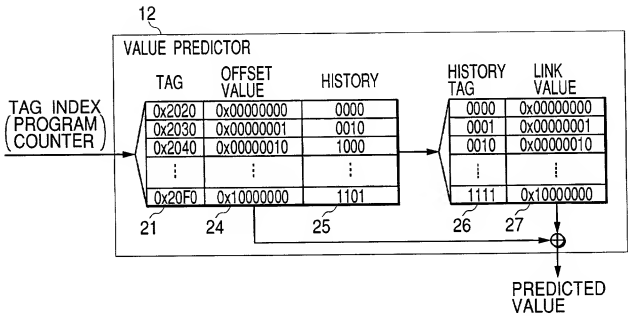 12
VALUE PREDICTOR
TAG INDEX
(PROGRAM
COUNTER)
TAG OFFSET VALUE HISTORY
0x2020 0x00000000 0000
0x2030 0x00000001 0010
0x2040 0x00000010 1000
0x20F0 0x10000000 1101
21 24 25
HISTORY TAG LINK VALUE
0000 0x00000000
0001 0x00000001
0010 0x00000010
1111 0x10000000
26 27
PREDICTED
VALUE